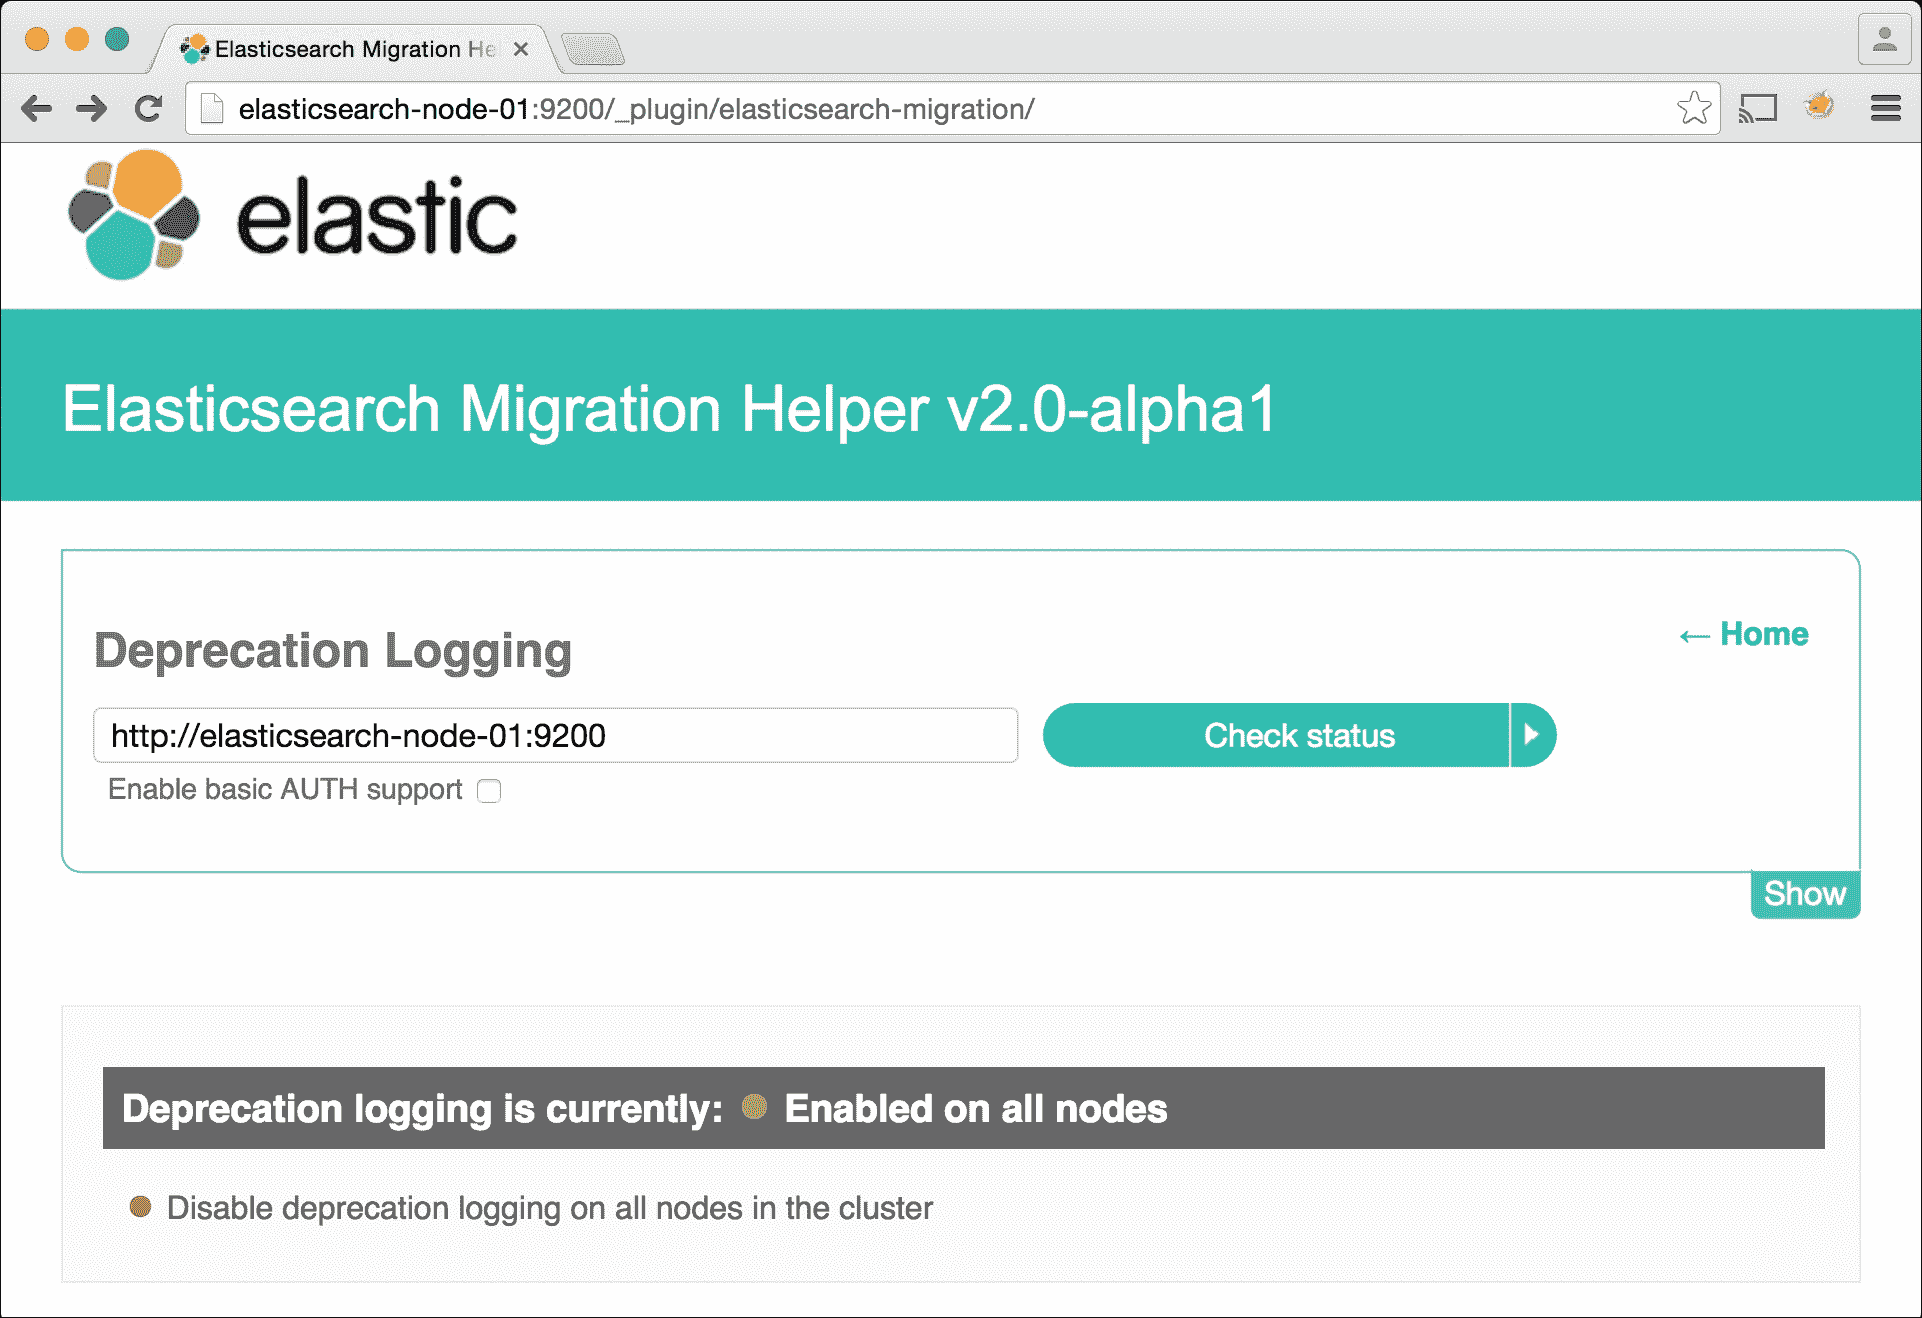 Elasticsearch Migration He
elasticsearch-node-01:9200/_plugin/elasticsearch-migration/
elastic
Elasticsearch Migration Helper v2.0-alpha1
Deprecation Logging
← Home
http://elasticsearch-node-01:9200
Check status
Enable basic AUTH support
Show
Deprecation logging is currently: Enabled on all nodes
Disable deprecation logging on all nodes in the cluster